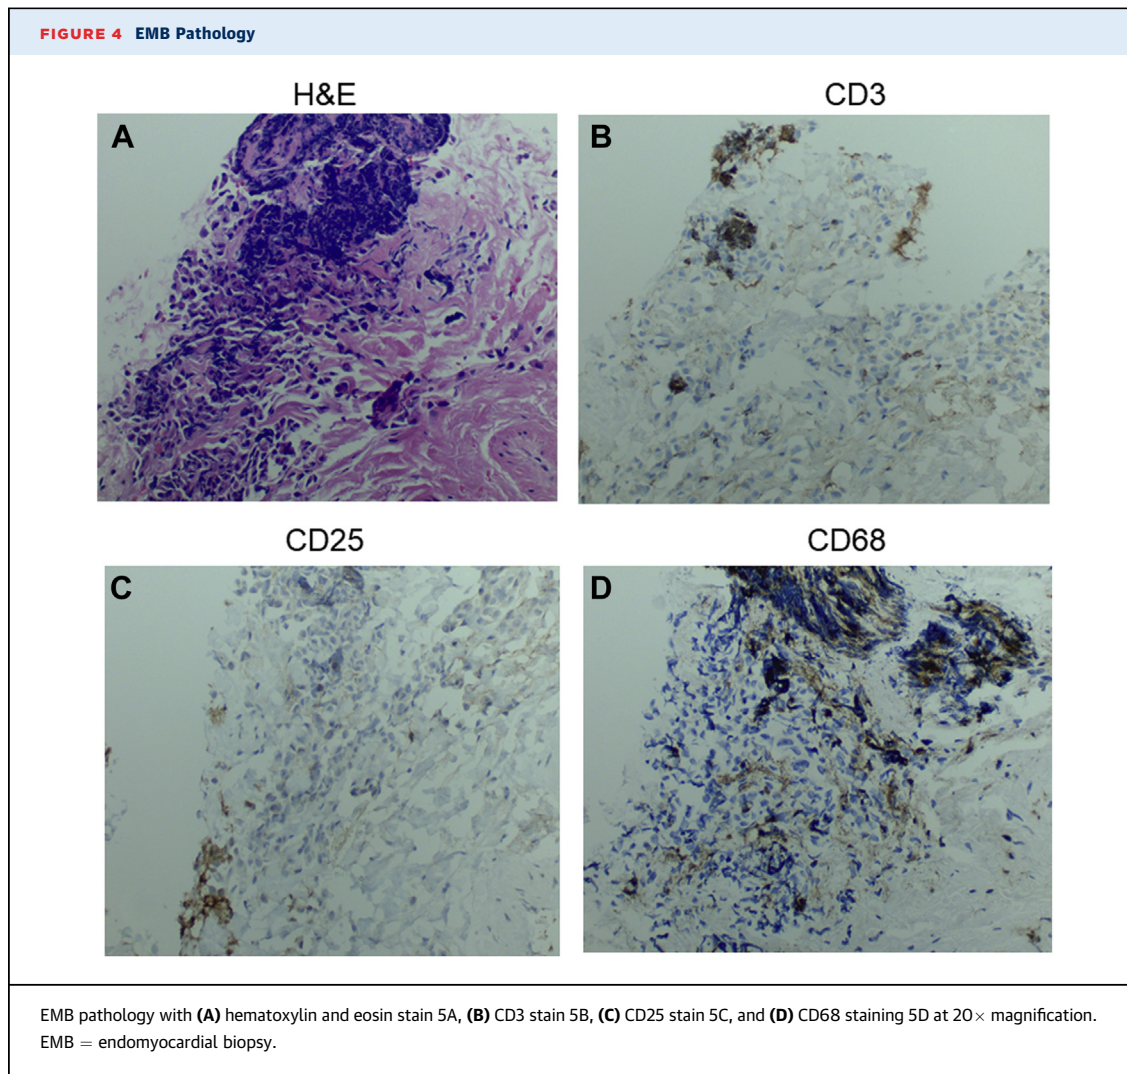 FIGURE 4 EMB Pathology
H&E
CD3
A
B
CD25
CD68
C
D
EMB pathology with (A) hematoxylin and eosin stain 5A, (B) CD3 stain 5B, (C) CD25 stain 5C, and (D) CD68 staining 5D at 20× magnification.
EMB = endomyocardial biopsy.